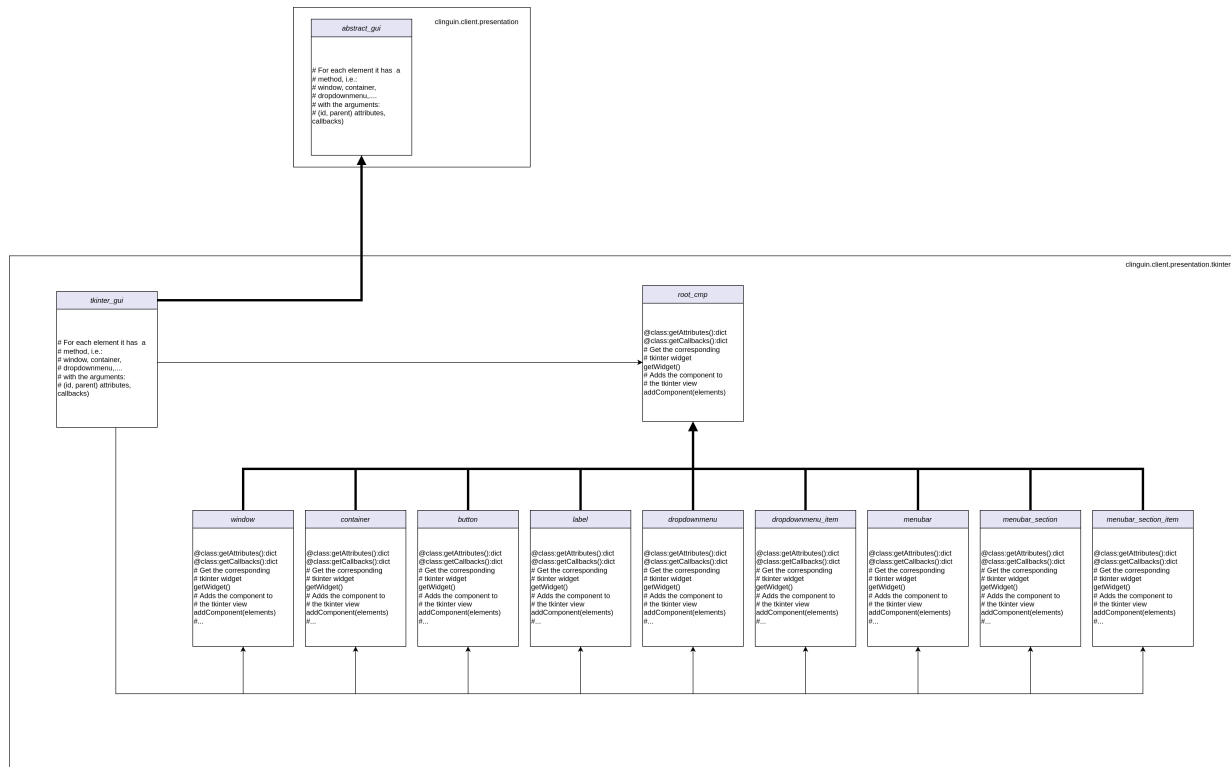 clinguin.client.presentation
abstract_gui
# For each element it has a
# method, i.e.:
# window, container,
# dropdownmenu,....
# with the arguments:
# (id, parent) attributes,
callbacks)
clinguin.client.presentation.tkinter
tkinter_gui
# For each element it has a
# method, i.e.:
# window, container,
# dropdownmenu,....
# with the arguments:
# (id, parent) attributes,
callbacks)
root_cmp
@class:getAttributes():dict
@class:getCallbacks():dict
# Get the corresponding
# tkinter widget
getWidget()
# Adds the component to
# the tkinter view
addComponent(elements)
window
@class:getAttributes():dict
@class:getCallbacks():dict
# Get the corresponding
# tkinter widget
getWidget()
# Adds the component to
# the tkinter view
addComponent(elements)
#...
container
@class:getAttributes():dict
@class:getCallbacks():dict
# Get the corresponding
# tkinter widget
getWidget()
# Adds the component to
# the tkinter view
addComponent(elements)
#...
button
@class:getAttributes():dict
@class:getCallbacks():dict
# Get the corresponding
# tkinter widget
getWidget()
# Adds the component to
# the tkinter view
addComponent(elements)
#...
label
@class:getAttributes():dict
@class:getCallbacks():dict
# Get the corresponding
# tkinter widget
getWidget()
# Adds the component to
# the tkinter view
addComponent(elements)
#...
dropdownmenu
@class:getAttributes():dict
@class:getCallbacks():dict
# Get the corresponding
# tkinter widget
getWidget()
# Adds the component to
# the tkinter view
addComponent(elements)
#...
dropdownmenu_item
@class:getAttributes():dict
@class:getCallbacks():dict
# Get the corresponding
# tkinter widget
getWidget()
# Adds the component to
# the tkinter view
addComponent(elements)
#...
menubar
@class:getAttributes():dict
@class:getCallbacks():dict
# Get the corresponding
# tkinter widget
getWidget()
# Adds the component to
# the tkinter view
addComponent(elements)
#...
menubar_section
@class:getAttributes():dict
@class:getCallbacks():dict
# Get the corresponding
# tkinter widget
getWidget()
# Adds the component to
# the tkinter view
addComponent(elements)
#...
menubar_section_item
@class:getAttributes():dict
@class:getCallbacks():dict
# Get the corresponding
# tkinter widget
getWidget()
# Adds the component to
# the tkinter view
addComponent(elements)
#...